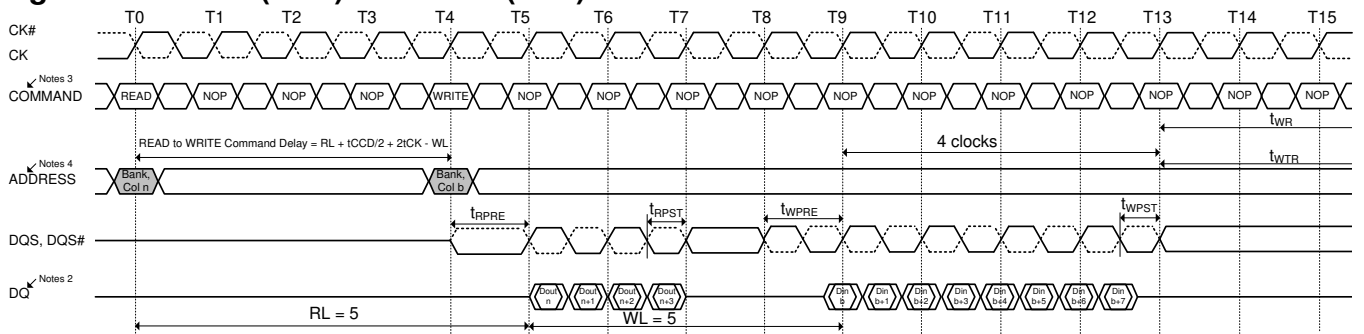 T0 T1 T2 T3 T4 T5 T6 T7 T8 T9 T10 T11 T12 T13 T14 T15
CK#
CK
Notes 3
COMMAND READ NOP NOP NOP WRITE NOP NOP NOP NOP NOP NOP NOP NOP NOP NOP NOP
tWR
READ to WRITE Command Delay = RL + tCCD/2 + 2tCK - WL
4 clocks
tWTR
Notes 4
ADDRESS
Bank, Col n
Bank, Col b
tRPRE tRPST tWPRE tWPST
DQS, DQS#
Notes 2
DQ
Dout n
Dout n+1
Dout n+2
Dout n+3
Din b
Din b+1
Din b+2
Din b+3
Din b+4
Din b+5
Din b+6
Din b+7
RL = 5 WL = 5